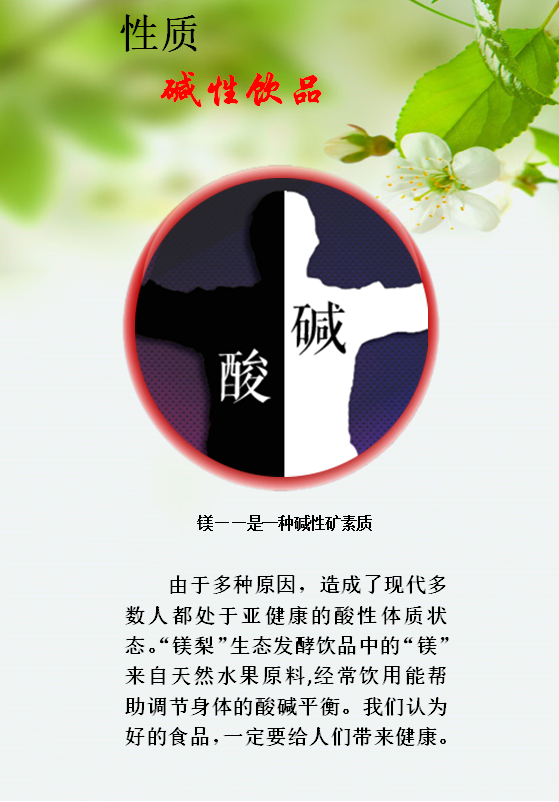 性质
碱性饮品
碱
酸
镁——是一种碱性矿素质
由于多种原因，造成了现代多
数人都处于亚健康的酸性体质状
态。“镁梨”生态发酵饮品中的“镁”
来自天然水果原料,经常饮用能帮
助调节身体的酸碱平衡。我们认为
好的食品,一定要给人们带来健康。